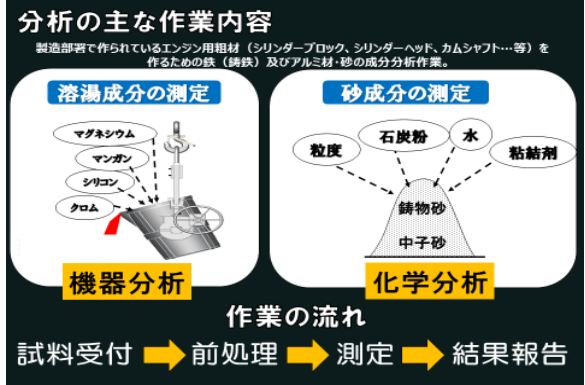 分析の主な作業内容
製造部署で作られているエンジン用粗材（シリンダーブロック、シリンダーヘッド、カムシャフト…等）を
作るための鉄（鋳鉄）及びアルミ材・砂の成分分析作業。
溶湯成分の測定
マグネシウム
マンガン
シリコン
クロム
機器分析
砂成分の測定
粒度
石炭粉
水
粘結剤
鋳物砂
中子砂
化学分析
作業の流れ
試料受付 ➡ 前処理 ➡ 測定 ➡ 結果報告